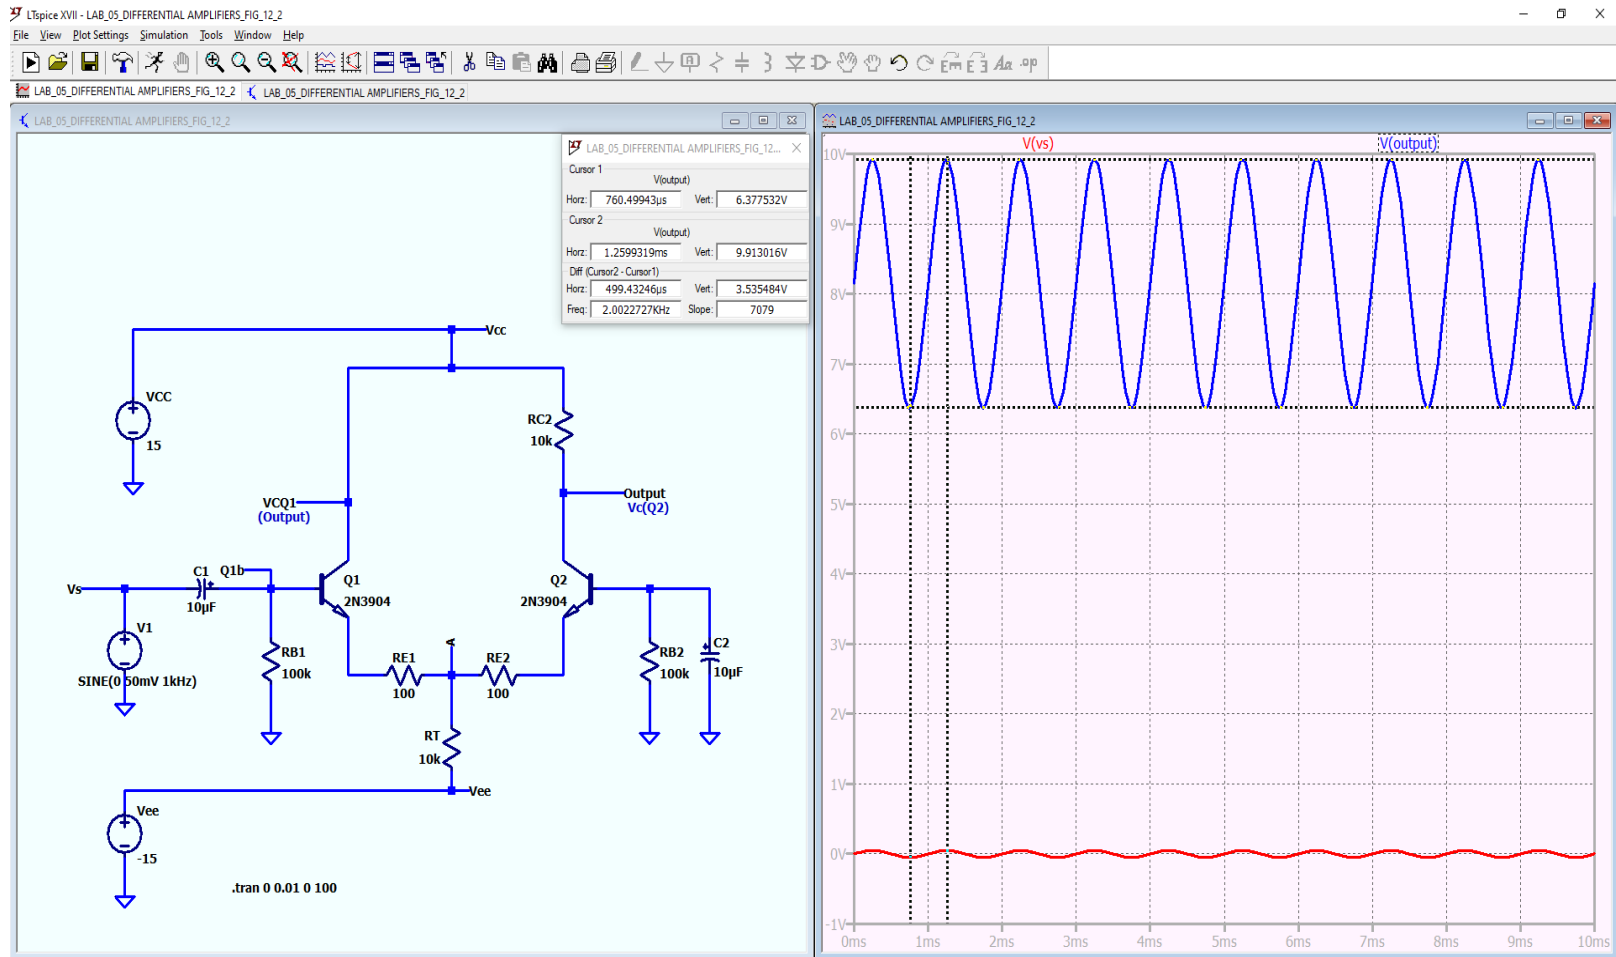 LTspice XVII - LAB_05_DIFFERENTIAL AMPLIFIERS_FIG_12_2
File View Plot Settings Simulation Tools Window Help
LAB_05_DIFFERENTIAL AMPLIFIERS_FIG_12_2 LAB_05_DIFFERENTIAL AMPLIFIERS_FIG_12_2
LAB_05_DIFFERENTIAL AMPLIFIERS_FIG_12_2
LAB_05_DIFFERENTIAL AMPLIFIERS_FIG_12...
Cursor 1
V(output)
Horz: 760.49943µs Vert: 6.377532V
Cursor 2
V(output)
Horz: 1.2599319ms Vert: 9.913016V
Diff (Cursor2 - Cursor1)
Horz: 499.43246µs Vert: 3.535484V
Freq: 2.0022727KHz Slope: 7079
Vcc
VCC
15
RC2
10k
VCQ1
(Output)
Output
Vc(Q2)
Vs
C1
10µF
Q1b
Q1
2N3904
Q2
2N3904
V1
SINE(0 50mV 1kHz)
RB1
100k
RE1
100
A
RE2
100
RB2
100k
C2
10µF
RT
10k
Vee
Vee
-15
.tran 0 0.01 0 100
LAB_05_DIFFERENTIAL AMPLIFIERS_FIG_12_2
V(vs) V(output)
10V
9V
8V
7V
6V
5V
4V
3V
2V
1V
0V
-1V
0ms 1ms 2ms 3ms 4ms 5ms 6ms 7ms 8ms 9ms 10ms